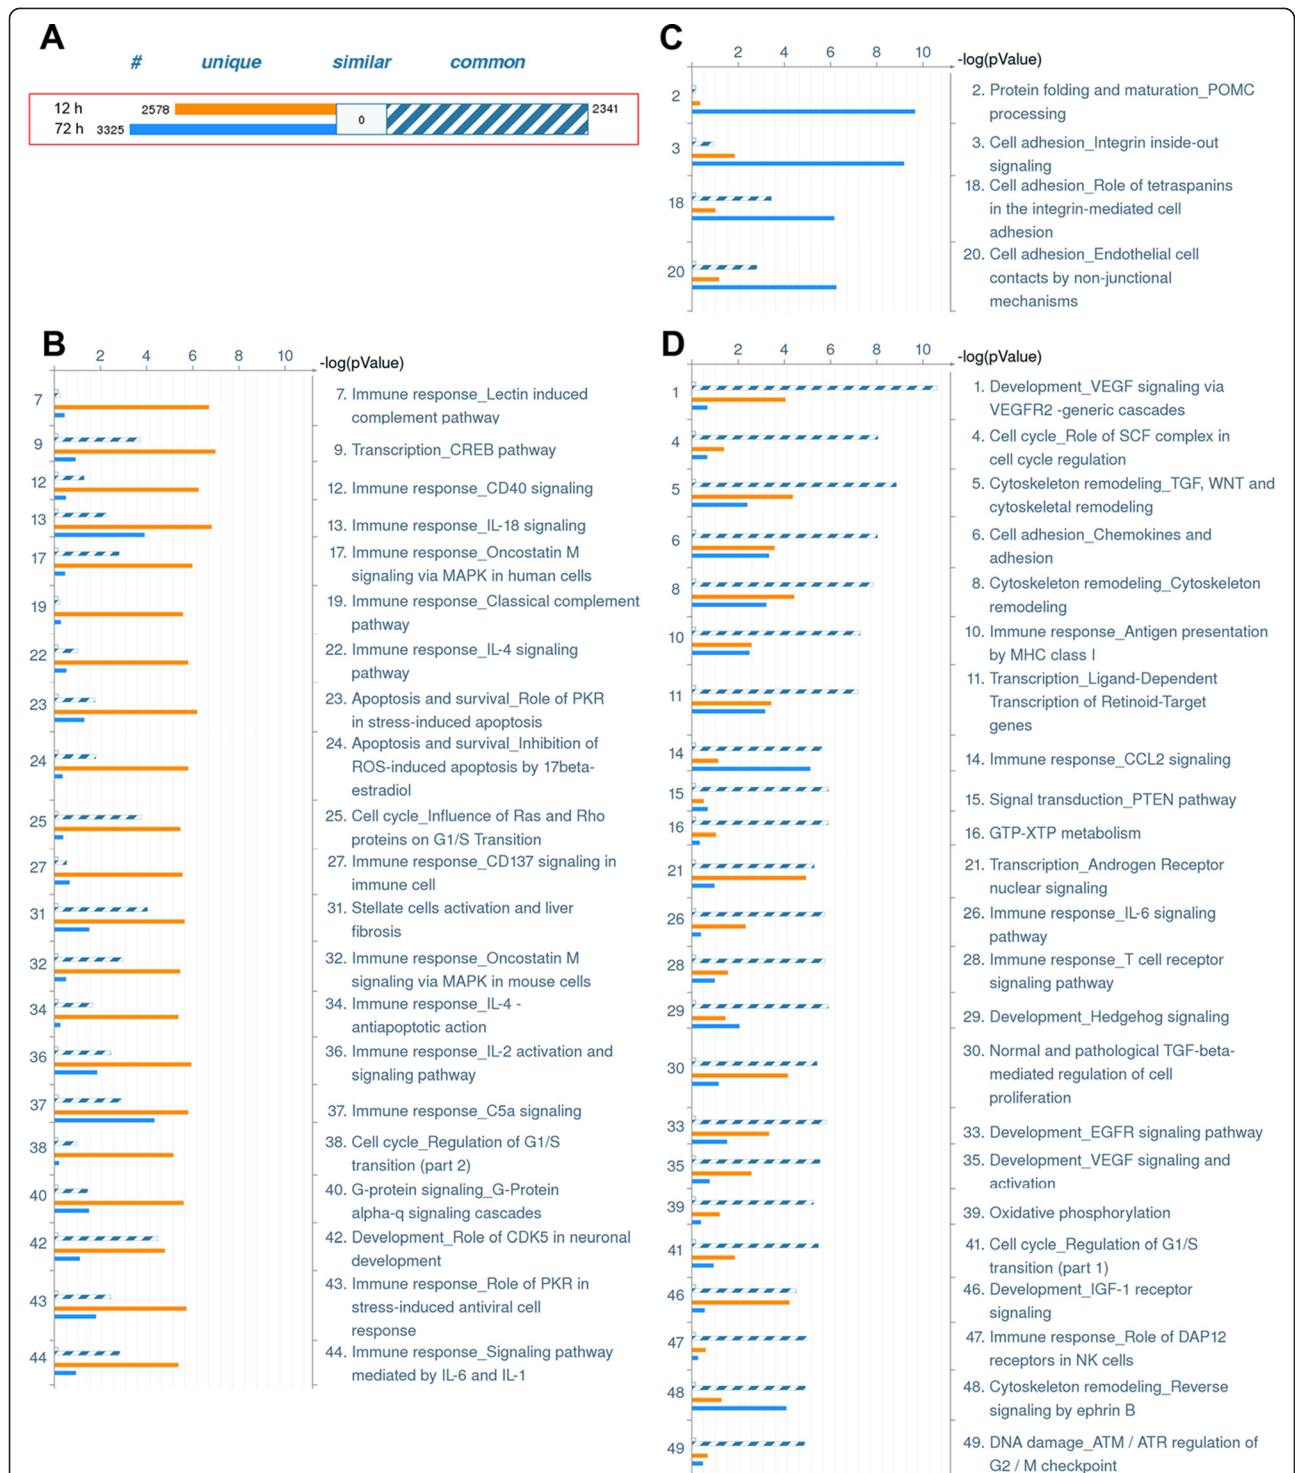 A
# unique similar common
12 h 2578 0 2341
72 h 3325
B
2 4 6 8 10 -log(pValue)
7 7. Immune response_Lectin induced
complement pathway
9 9. Transcription_CREB pathway
12 12. Immune response_CD40 signaling
13 13. Immune response_IL-18 signaling
17 17. Immune response_Oncostatin M
signaling via MAPK in human cells
19 19. Immune response_Classical complement
pathway
22 22. Immune response_IL-4 signaling
pathway
23 23. Apoptosis and survival_Role of PKR
in stress-induced apoptosis
24 24. Apoptosis and survival_Inhibition of
ROS-induced apoptosis by 17beta-
estradiol
25 25. Cell cycle_Influence of Ras and Rho
proteins on G1/S Transition
27 27. Immune response_CD137 signaling in
immune cell
31 31. Stellate cells activation and liver
fibrosis
32 32. Immune response_Oncostatin M
signaling via MAPK in mouse cells
34 34. Immune response_IL-4 -
antiapoptotic action
36 36. Immune response_IL-2 activation and
signaling pathway
37 37. Immune response_C5a signaling
38 38. Cell cycle_Regulation of G1/S
transition (part 2)
40 40. G-protein signaling_G-Protein
alpha-q signaling cascades
42 42. Development_Role of CDK5 in neuronal
development
43 43. Immune response_Role of PKR in
stress-induced antiviral cell
response
44 44. Immune response_Signaling pathway
mediated by IL-6 and IL-1
C
2 4 6 8 10 -log(pValue)
2 2. Protein folding and maturation_POMC
processing
3 3. Cell adhesion_Integrin inside-out
signaling
18 18. Cell adhesion_Role of tetraspanins
in the integrin-mediated cell
adhesion
20 20. Cell adhesion_Endothelial cell
contacts by non-junctional
mechanisms
D
2 4 6 8 10 -log(pValue)
1 1. Development_VEGF signaling via
VEGFR2 -generic cascades
4 4. Cell cycle_Role of SCF complex in
cell cycle regulation
5 5. Cytoskeleton remodeling_TGF, WNT and
cytoskeletal remodeling
6 6. Cell adhesion_Chemokines and
adhesion
8 8. Cytoskeleton remodeling_Cytoskeleton
remodeling
10 10. Immune response_Antigen presentation
by MHC class I
11 11. Transcription_Ligand-Dependent
Transcription of Retinoid-Target
genes
14 14. Immune response_CCL2 signaling
15 15. Signal transduction_PTEN pathway
16 16. GTP-XTP metabolism
21 21. Transcription_Androgen Receptor
nuclear signaling
26 26. Immune response_IL-6 signaling
pathway
28 28. Immune response_T cell receptor
signaling pathway
29 29. Development_Hedgehog signaling
30 30. Normal and pathological TGF-beta-
mediated regulation of cell
proliferation
33 33. Development_EGFR signaling pathway
35 35. Development_VEGF signaling and
activation
39 39. Oxidative phosphorylation
41 41. Cell cycle_Regulation of G1/S
transition (part 1)
46 46. Development_IGF-1 receptor
signaling
47 47. Immune response_Role of DAP12
receptors in NK cells
48 48. Cytoskeleton remodeling_Reverse
signaling by ephrin B
49 49. DNA damage_ATM / ATR regulation of
G2 / M checkpoint